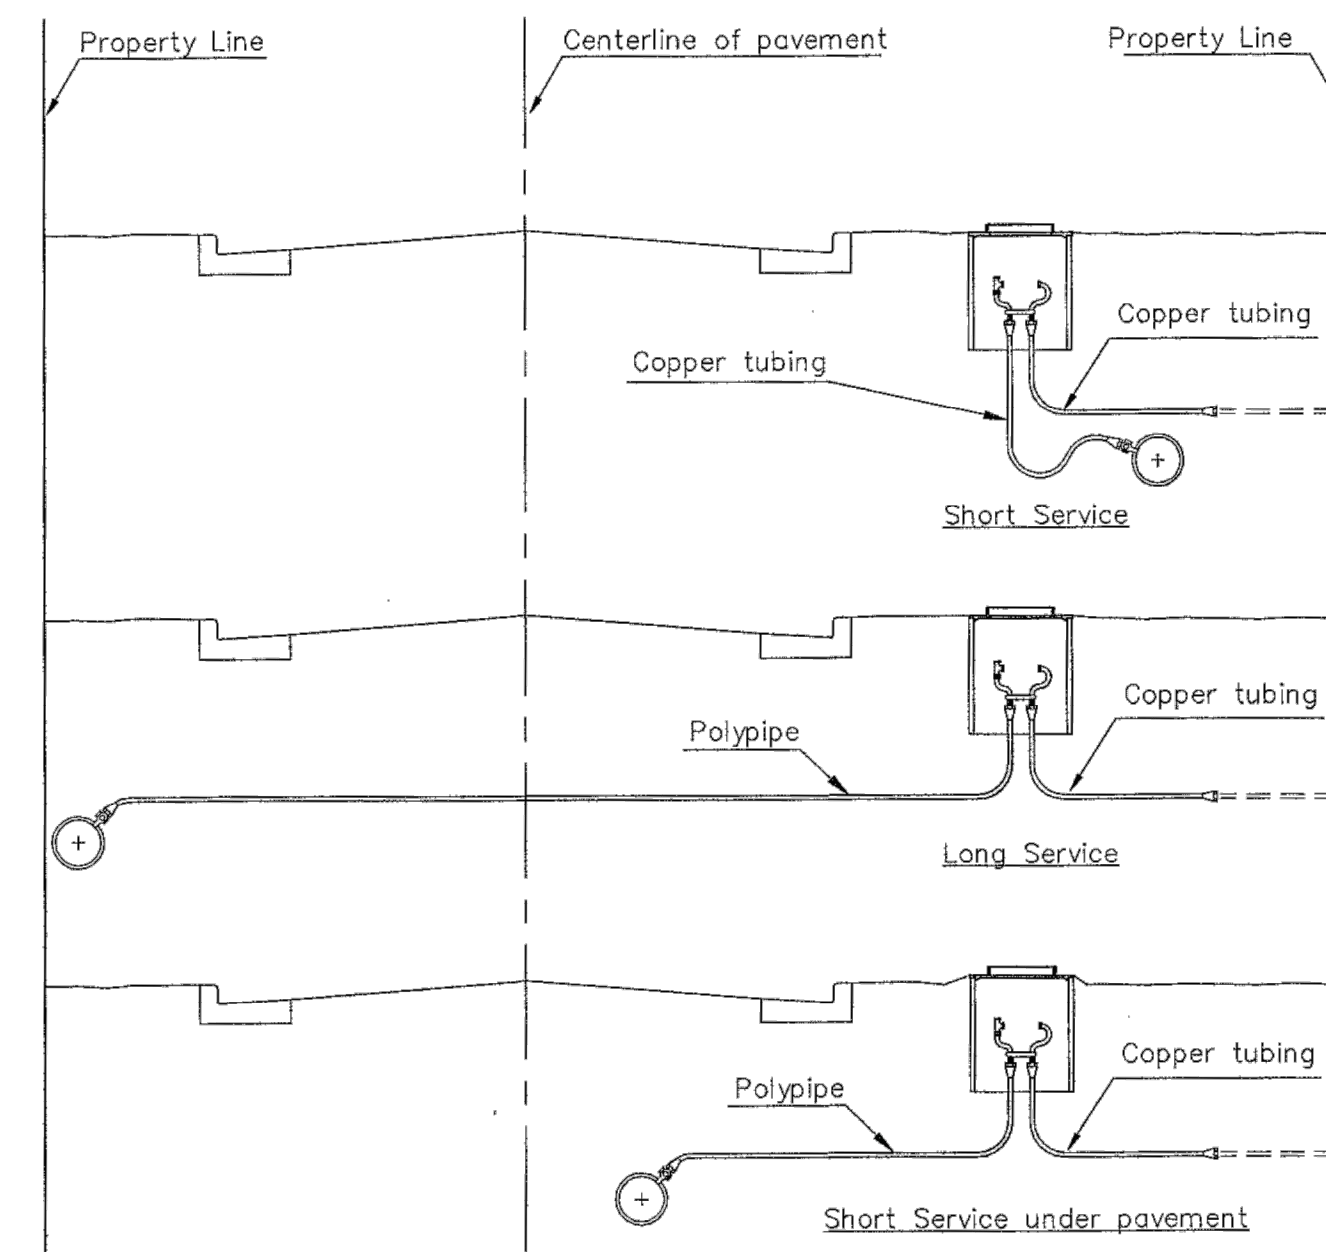 Property Line
Centerline of pavement
Property Line
Copper tubing
Copper tubing
Short Service
Copper tubing
Polypipe
Long Service
Copper tubing
Polypipe
Short Service under pavement